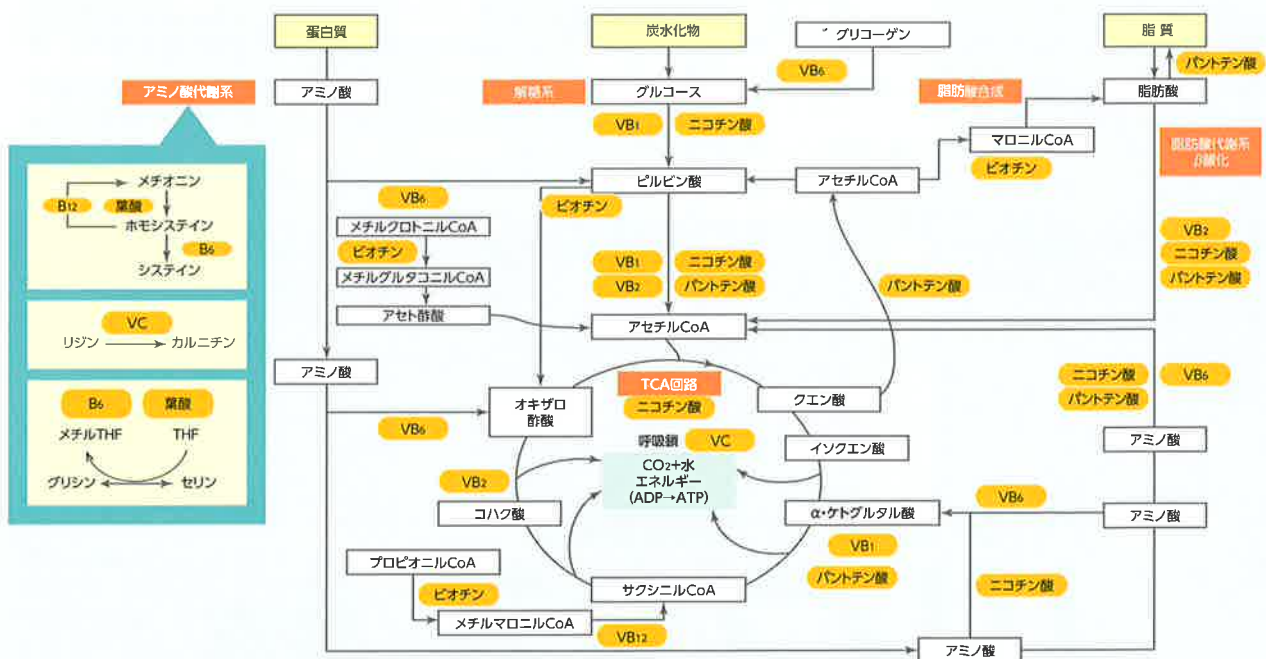 蛋白質
炭水化物
グリコーゲン
脂 質
パントテン酸
VB6
アミノ酸代謝系
アミノ酸
解糖系
グルコース
脂肪酸合成
脂肪酸
VB1
ニコチン酸
マロニルCoA
ビオチン
脂肪酸代謝系
β酸化
メチオニン
B12
葉酸
ホモシステイン
B6
システイン
ピルビン酸
アセチルCoA
VB6
ビオチン
メチルクロトニルCoA
ビオチン
メチルグルタコニルCoA
アセト酢酸
VB1
ニコチン酸
VB2
パントテン酸
パントテン酸
VB2
ニコチン酸
パントテン酸
VC
リジン
カルニチン
アセチルCoA
アミノ酸
TCA回路
ニコチン酸
オキザロ
酢酸
クエン酸
ニコチン酸
VB6
パントテン酸
B6
葉酸
メチルTHF
THF
グリシン
セリン
VB6
呼吸鎖
VC
イソクエン酸
アミノ酸
CO2+水
エネルギー
(ADP→ATP)
VB2
コハク酸
α・ケトグルタル酸
VB6
アミノ酸
VB1
パントテン酸
プロピオニルCoA
ビオチン
サクシニルCoA
ニコチン酸
メチルマロニルCoA
VB12
アミノ酸